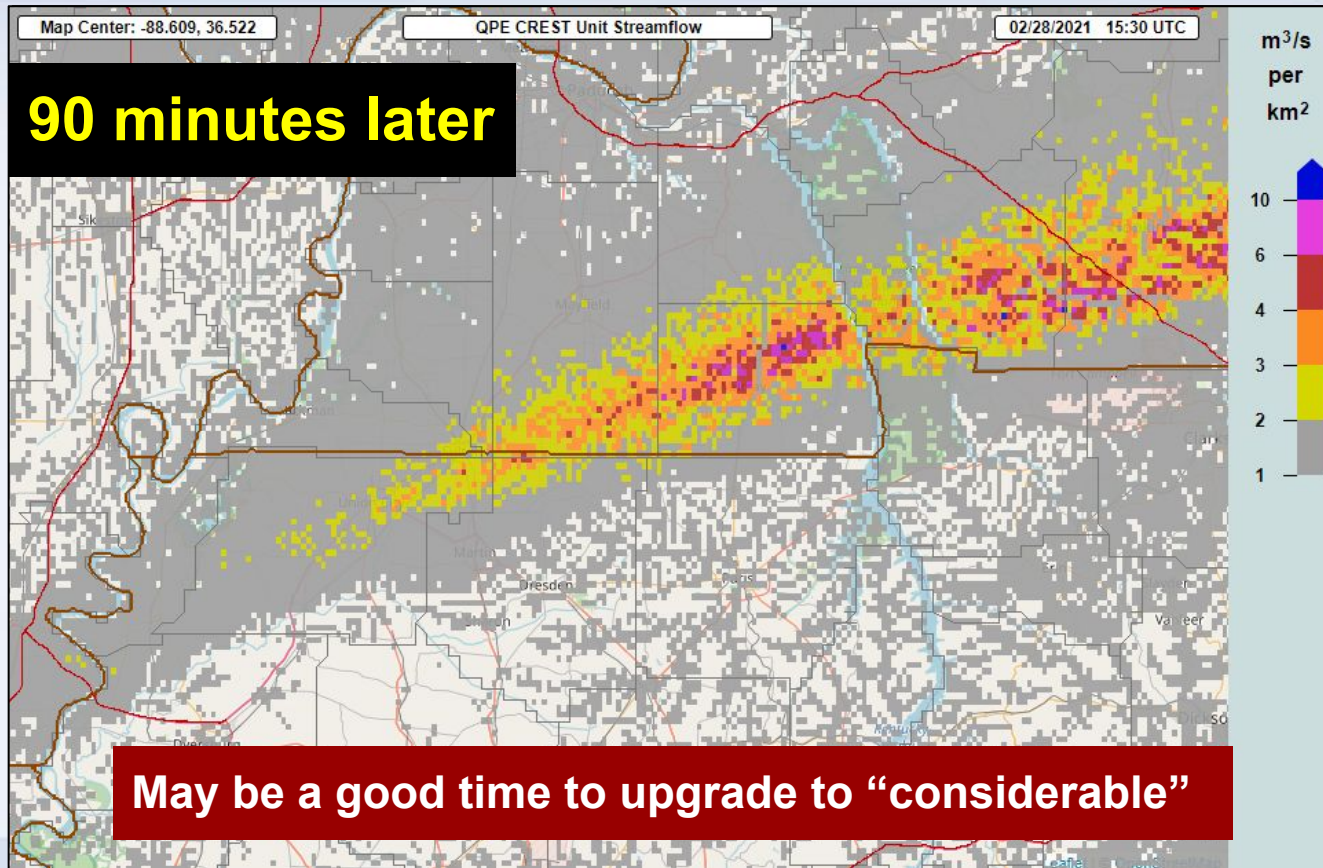 Map Center: -88.609, 36.522
QPE CREST Unit Streamflow
02/28/2021 15:30 UTC
m³/s
per
km²
90 minutes later
10
6
4
3
2
1
Mayfield
Martin
Dresden
Paris
Vanleer
May be a good time to upgrade to “considerable”
OpenStreetMap